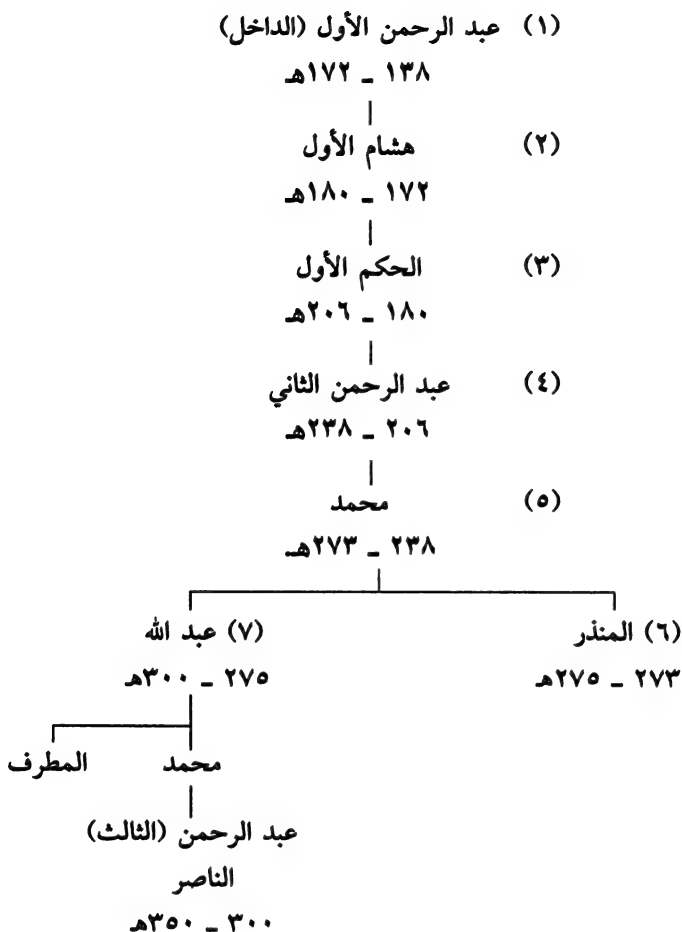 (١) عبد الرحمن الأول (الداخل)
١٣٨ ـ ١٧٢هـ
(٢) هشام الأول
١٧٢ ـ ١٨٠هـ
(٣) الحكم الأول
١٨٠ ـ ٢٠٦هـ
(٤) عبد الرحمن الثاني
٢٠٦ ـ ٢٣٨هـ
(٥) محمد
٢٣٨ ـ ٢٧٣هـ.
(٦) المنذر (٧) عبد الله
٢٧٣ ـ ٢٧٥هـ ٢٧٥ ـ ٣٠٠هـ
محمد المطرف
عبد الرحمن (الثالث)
الناصر
٣٠٠ ـ ٣٥٠هـ